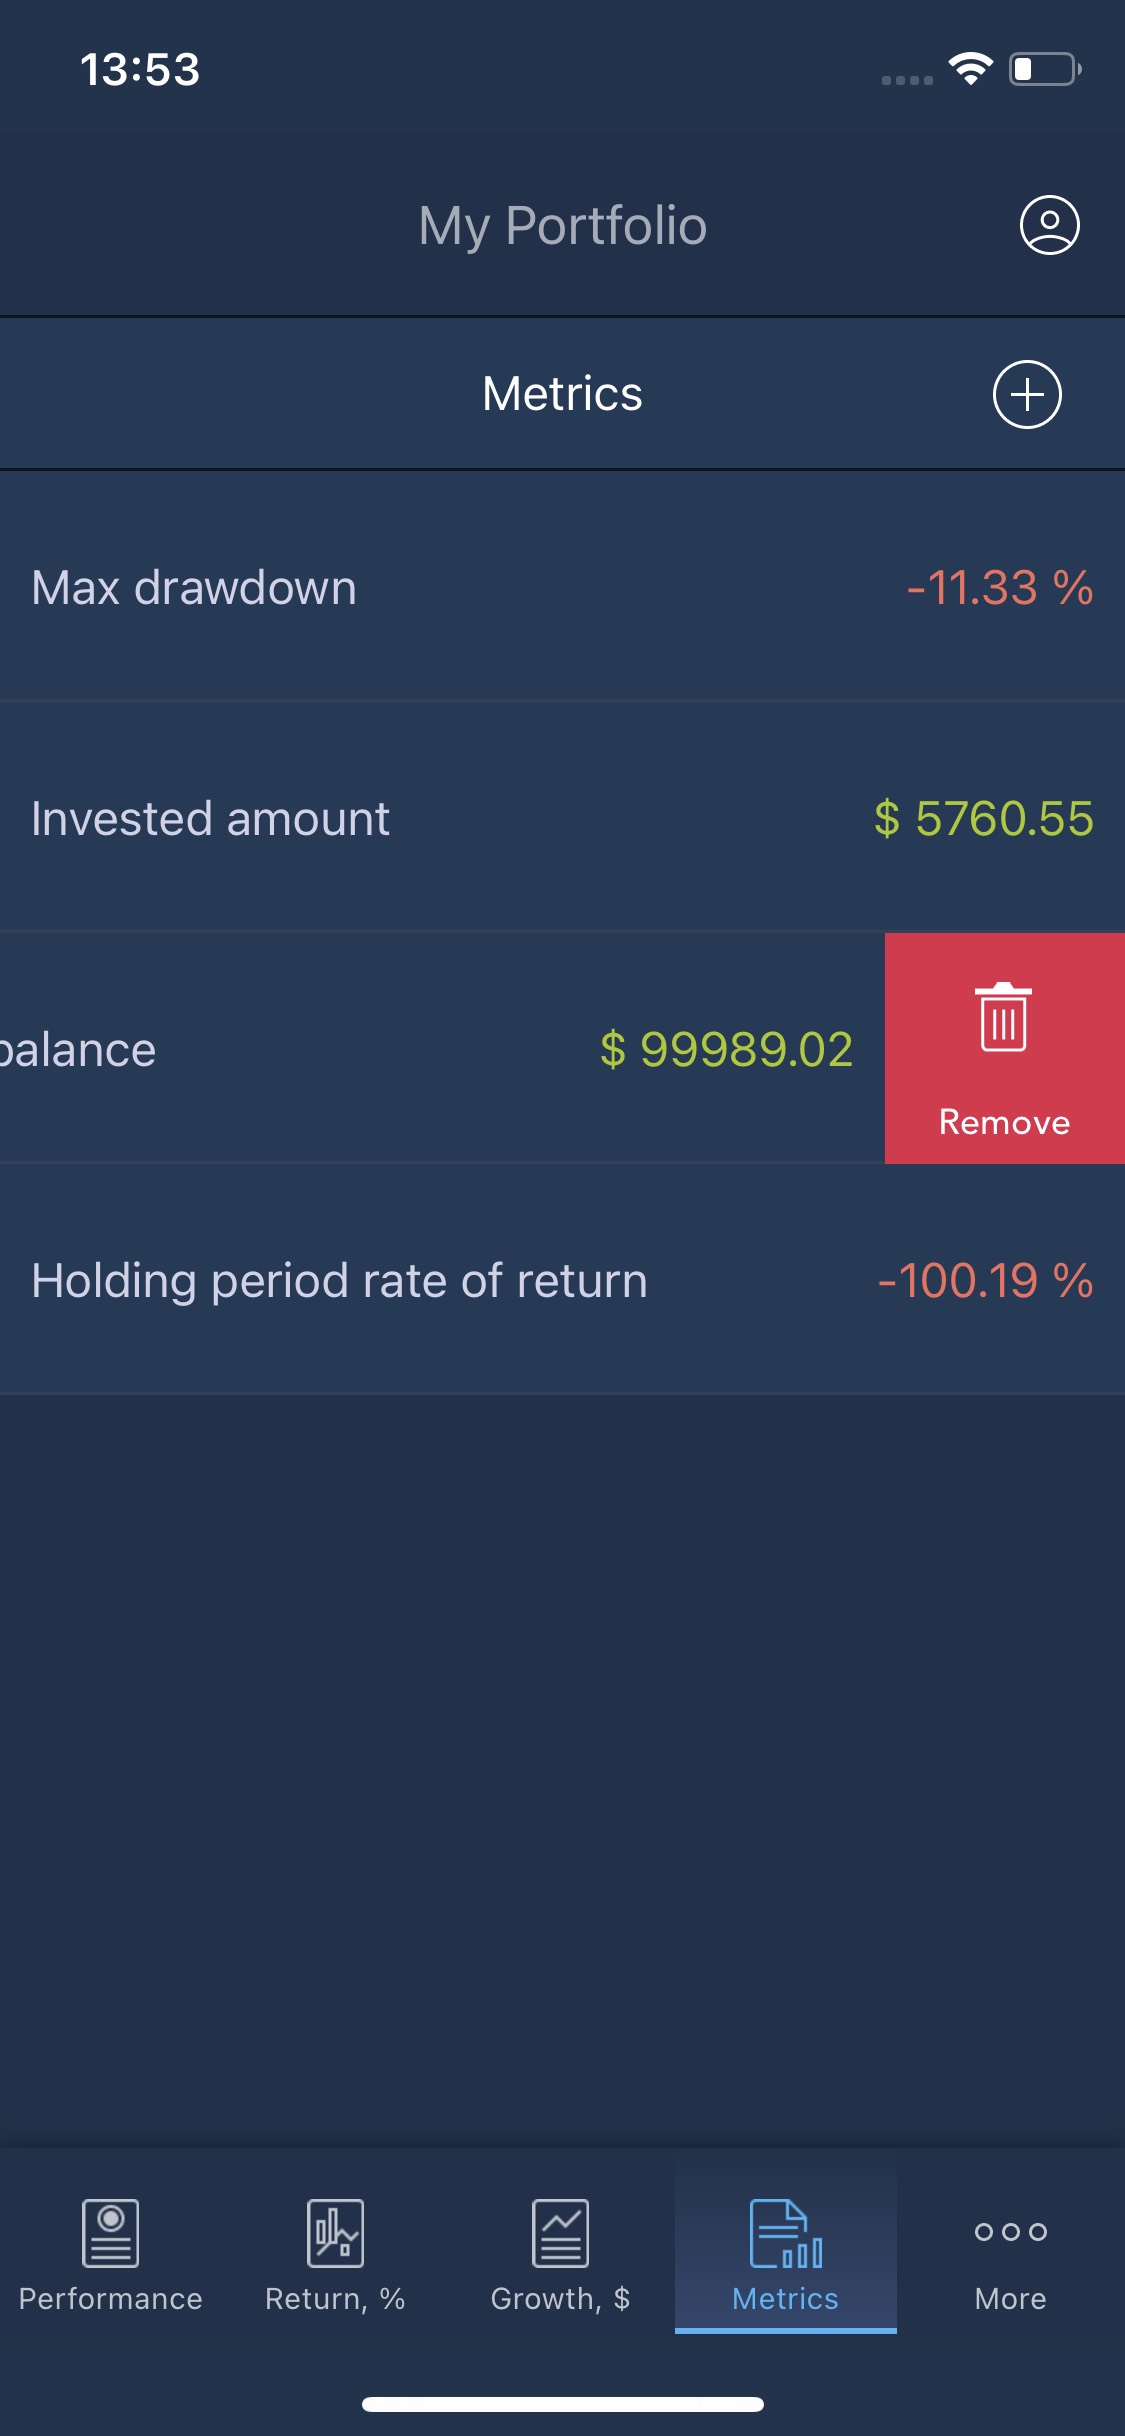 13:53
My Portfolio
Metrics
Max drawdown -11.33 %
Invested amount $ 5760.55
balance $ 99989.02
Remove
Holding period rate of return -100.19 %
Performance Return, % Growth, $ Metrics More